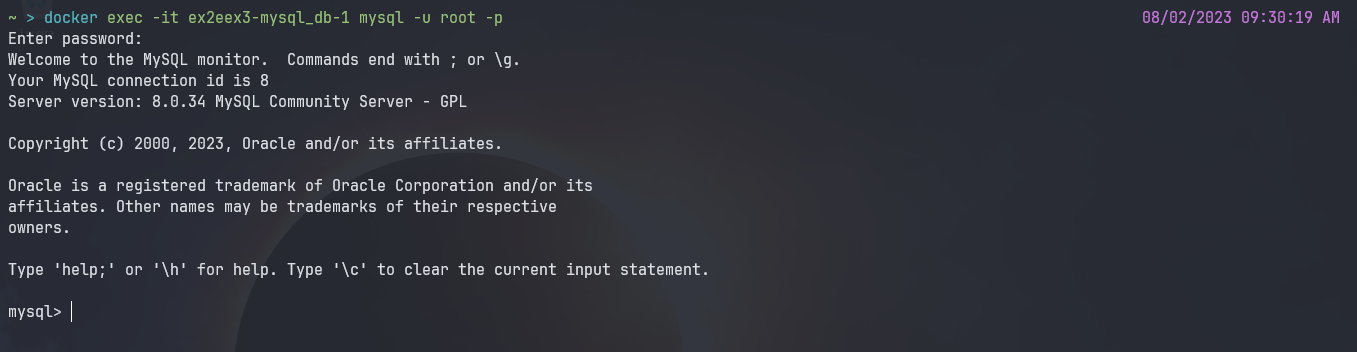 ~ > docker exec -it ex2eex3-mysql_db-1 mysql -u root -p 08/02/2023 09:30:19 AM
Enter password:
Welcome to the MySQL monitor.  Commands end with ; or \g.
Your MySQL connection id is 8
Server version: 8.0.34 MySQL Community Server - GPL

Copyright (c) 2000, 2023, Oracle and/or its affiliates.

Oracle is a registered trademark of Oracle Corporation and/or its
affiliates. Other names may be trademarks of their respective
owners.

Type 'help;' or '\h' for help. Type '\c' to clear the current input statement.

mysql>